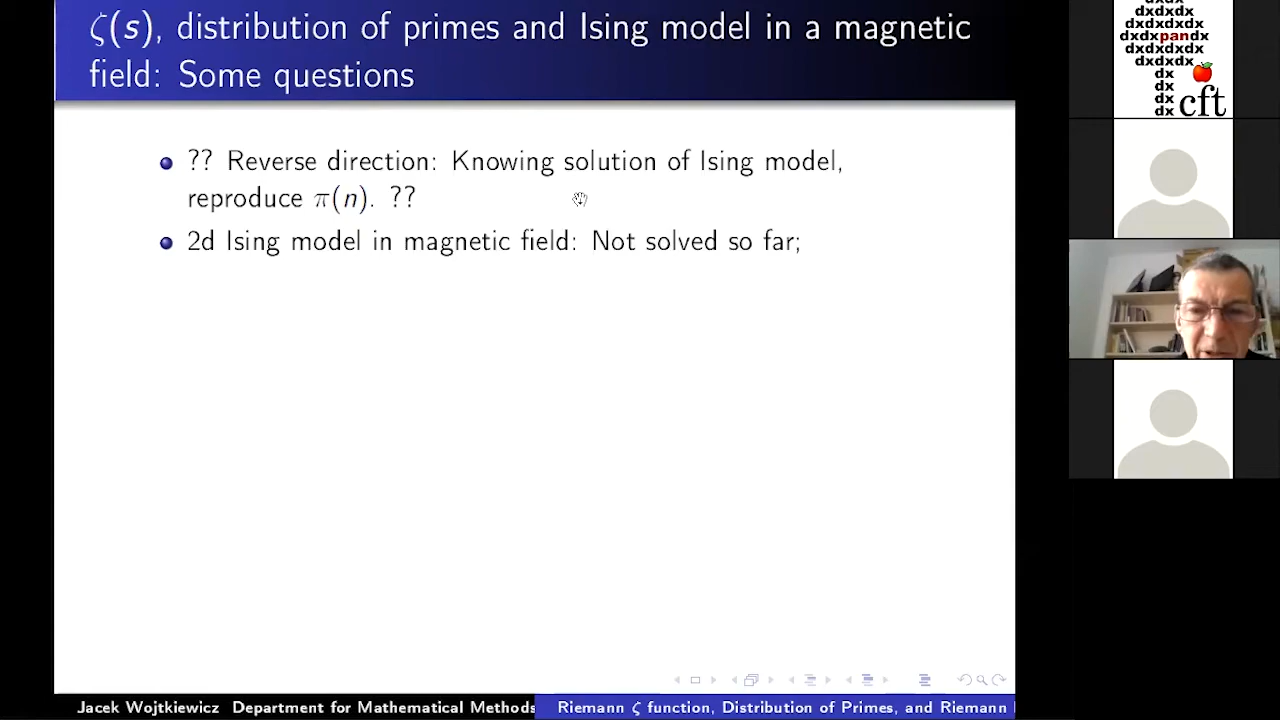 ζ(s), distribution of primes and Ising model in a magnetic
field: Some questions
?? Reverse direction: Knowing solution of Ising model,
reproduce π(n). ??
2d Ising model in magnetic field: Not solved so far;
Jacek Wojtkiewicz Department for Mathematical Methods
Riemann ζ function, Distribution of Primes, and Riemann
dxdx
dxdxdx
dxdxdxdx
dxdxpandx
dxdxdxdx
dxdxdx
dx
dx
dx
dx cft